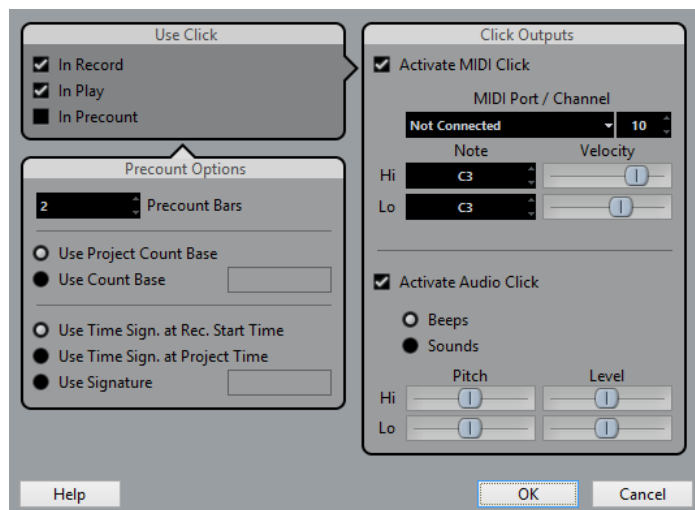 Use Click
In Record
In Play
In Precount
Precount Options
2 Precount Bars
Use Project Count Base
Use Count Base
Use Time Sign. at Rec. Start Time
Use Time Sign. at Project Time
Use Signature
Click Outputs
Activate MIDI Click
MIDI Port / Channel
Not Connected 10
Note Velocity
Hi C3
Lo C3
Activate Audio Click
Beeps
Sounds
Pitch Level
Hi
Lo
Help OK Cancel